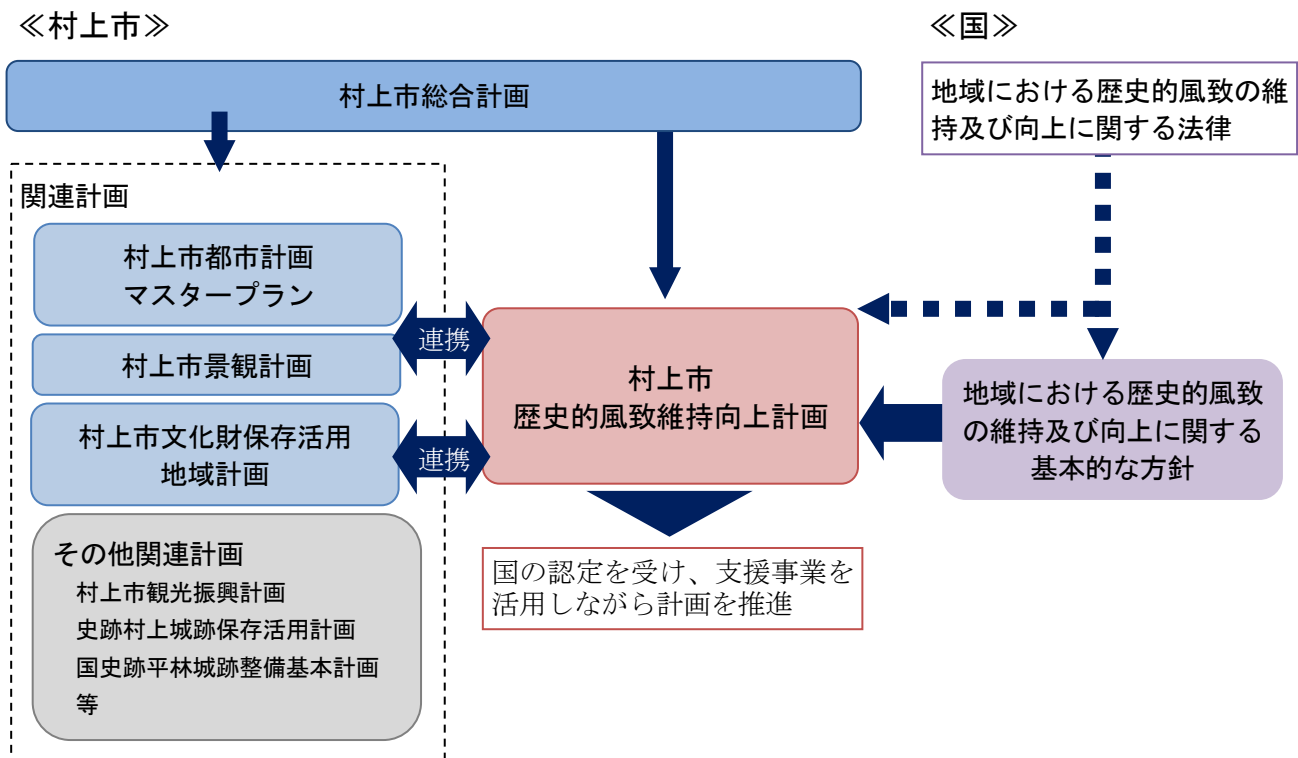 ≪村上市≫
≪国≫
村上市総合計画
地域における歴史的風致の維
持及び向上に関する法律
関連計画
村上市都市計画
マスタープラン
村上市景観計画
村上市文化財保存活用
地域計画
連携
連携
村上市
歴史的風致維持向上計画
地域における歴史的風致
の維持及び向上に関する
基本的な方針
その他関連計画
村上市観光振興計画
史跡村上城跡保存活用計画
国史跡平林城跡整備基本計画
等
国の認定を受け、支援事業を
活用しながら計画を推進